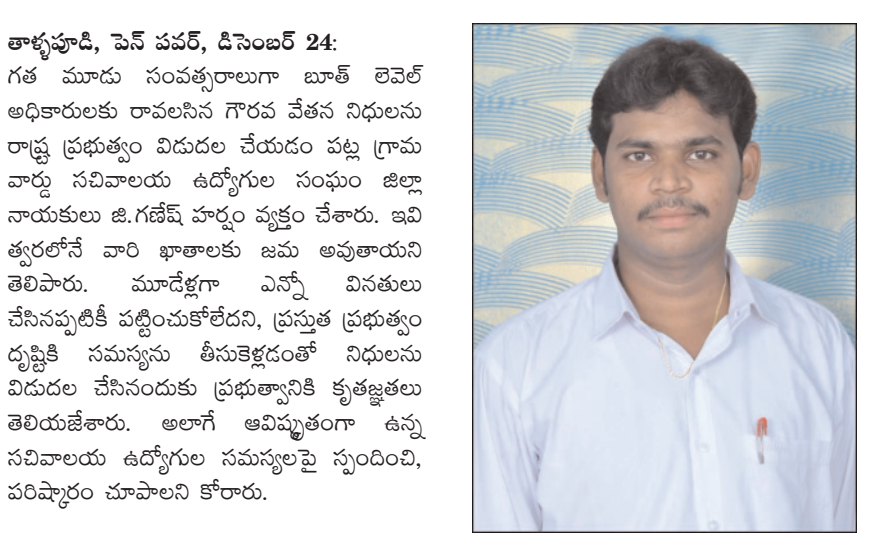 తాళ్ళపూడి, పెన్ పవర్, డిసెంబర్ 24:
గత మూడు సంవత్సరాలుగా బూత్ లెవెల్
అధికారులకు రావలసిన గౌరవ వేతన నిధులను
రాష్ట్ర ప్రభుత్వం విడుదల చేయడం పట్ల గ్రామ
వార్డు సచివాలయ ఉద్యోగుల సంఘం జిల్లా
నాయకులు జి.గణేష్ హర్షం వ్యక్తం చేశారు. ఇవి
త్వరలోనే వారి ఖాతాలకు జమ అవుతాయని
తెలిపారు. మూడేళ్లగా ఎన్నో వినతులు
చేసినప్పటికీ పట్టించుకోలేదని, ప్రస్తుత ప్రభుత్వం
దృష్టికి సమస్యను తీసుకెళ్లడంతో నిధులను
విడుదల చేసినందుకు ప్రభుత్వానికి కృతజ్ఞతలు
తెలియజేశారు. అలాగే ఆవిష్కృతంగా ఉన్న
సచివాలయ ఉద్యోగుల సమస్యలపై స్పందించి,
పరిష్కారం చూపాలని కోరారు.